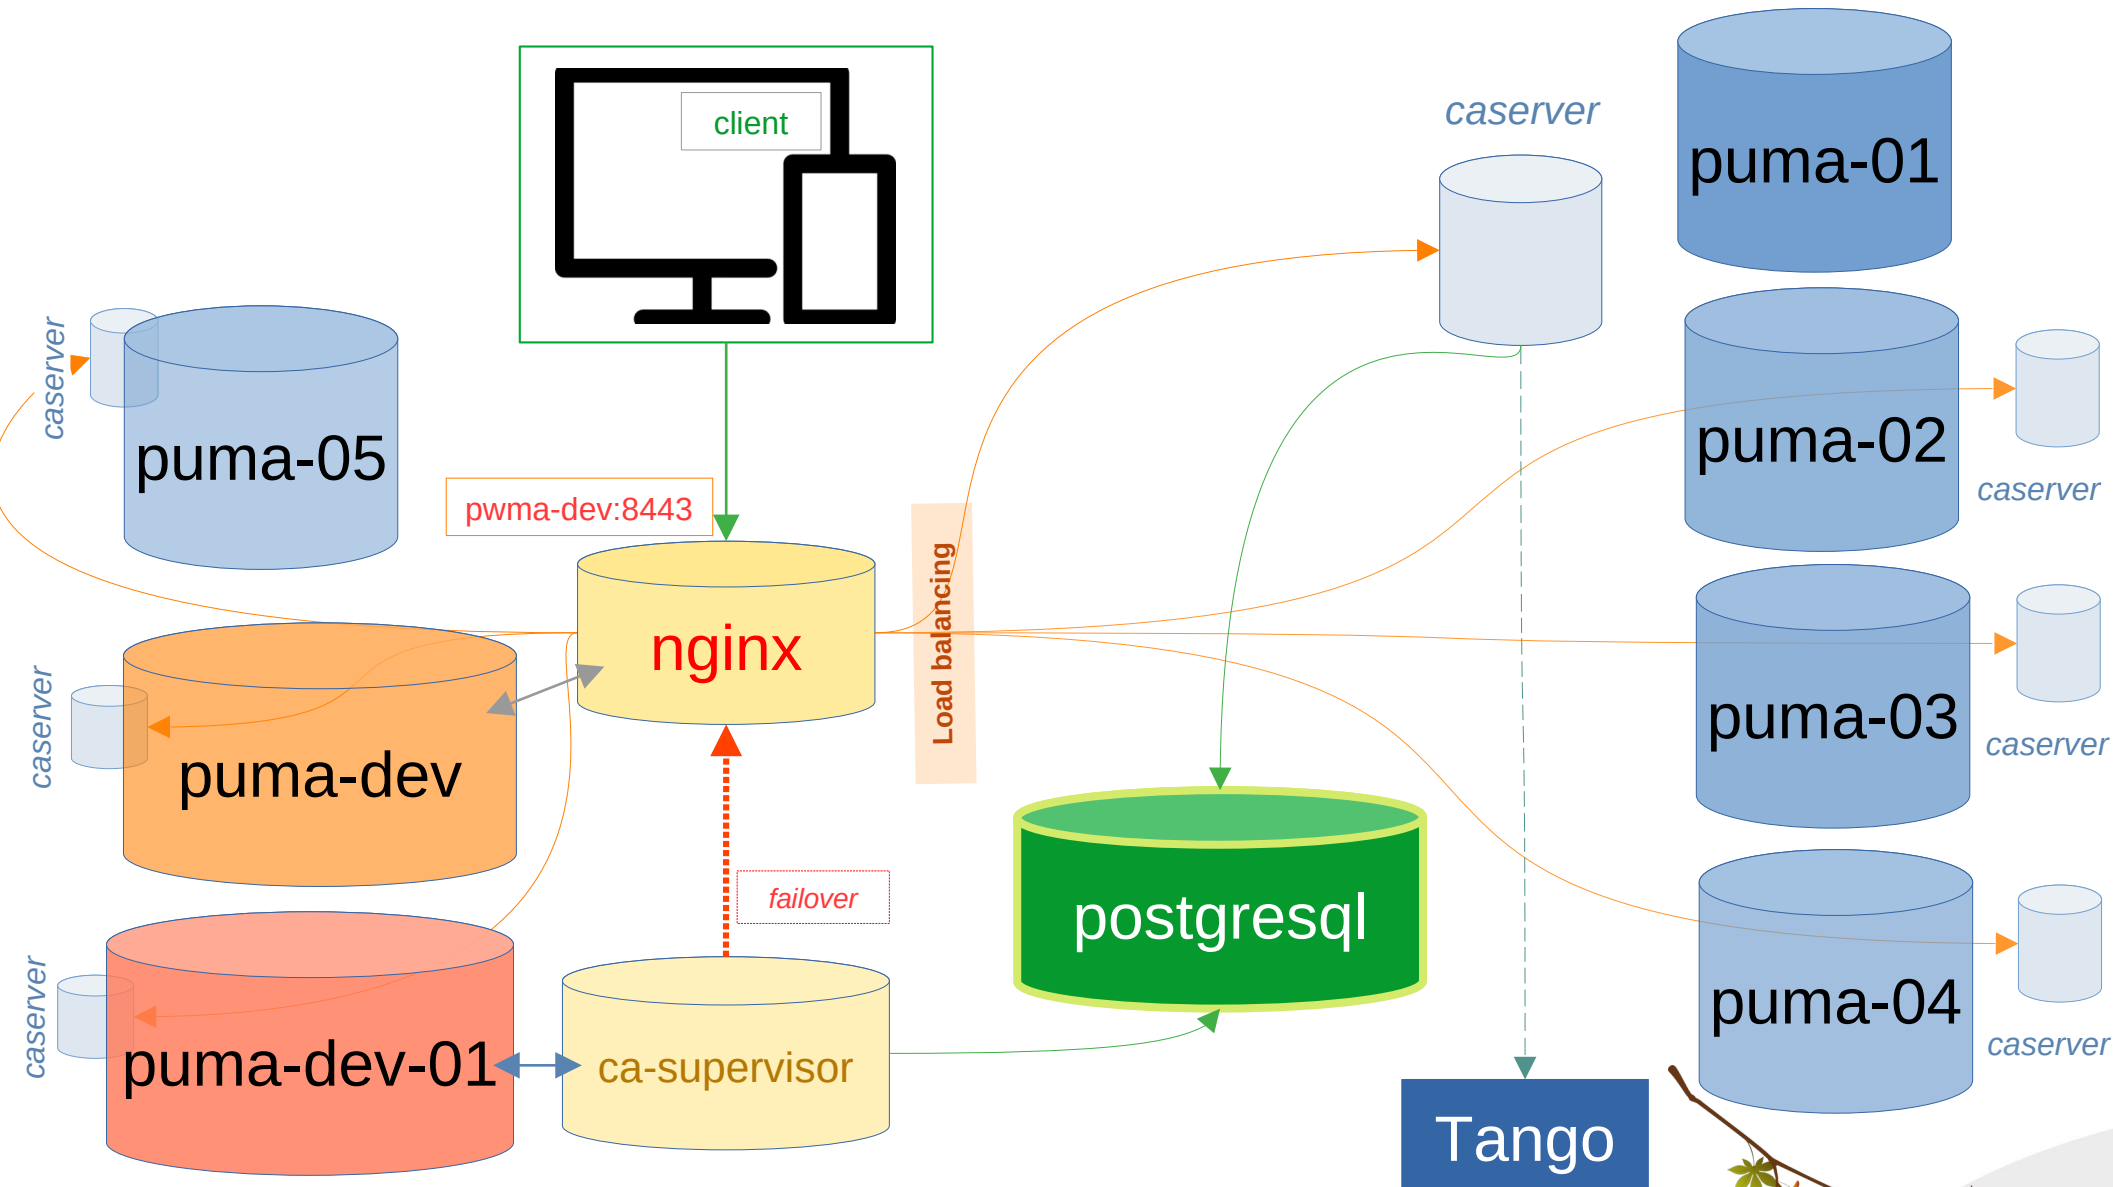 client
caserver
puma-01
caserver
puma-05
puma-02
caserver
pwma-dev:8443
Load balancing
nginx
caserver
puma-dev
puma-03
caserver
failover
postgresql
caserver
puma-dev-01
ca-supervisor
puma-04
caserver
Tango